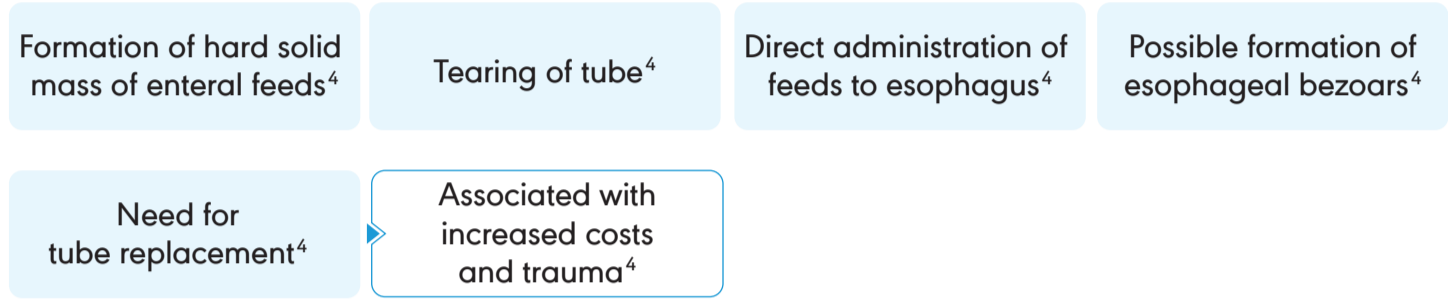 Formation of hard solid
mass of enteral feeds⁴
Tearing of tube⁴
Direct administration of
feeds to esophagus⁴
Possible formation of
esophageal bezoars⁴
Need for
tube replacement⁴
Associated with
increased costs
and trauma⁴